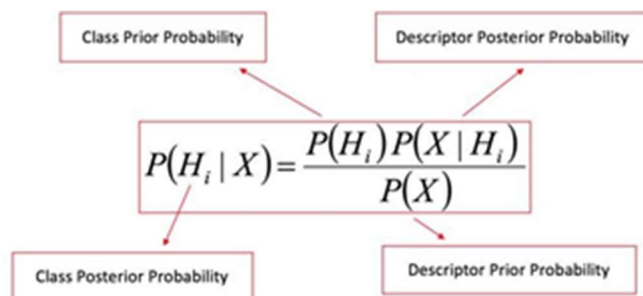 Class Prior Probability
Descriptor Posterior Probability
P(H_i | X) = P(H_i) P(X | H_i) / P(X)
Class Posterior Probability
Descriptor Prior Probability